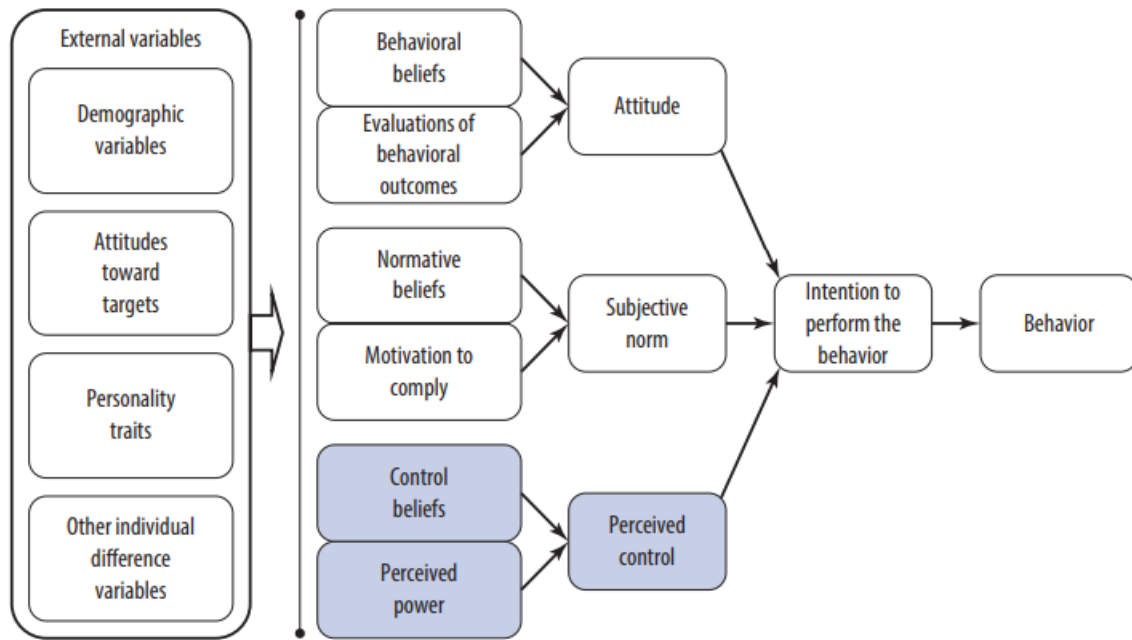 External variables
Demographic
variables
Attitudes
toward
targets
Personality
traits
Other individual
difference
variables
Behavioral
beliefs
Evaluations of
behavioral
outcomes
Normative
beliefs
Motivation to
comply
Control
beliefs
Perceived
power
Attitude
Subjective
norm
Perceived
control
Intention to
perform the
behavior
Behavior